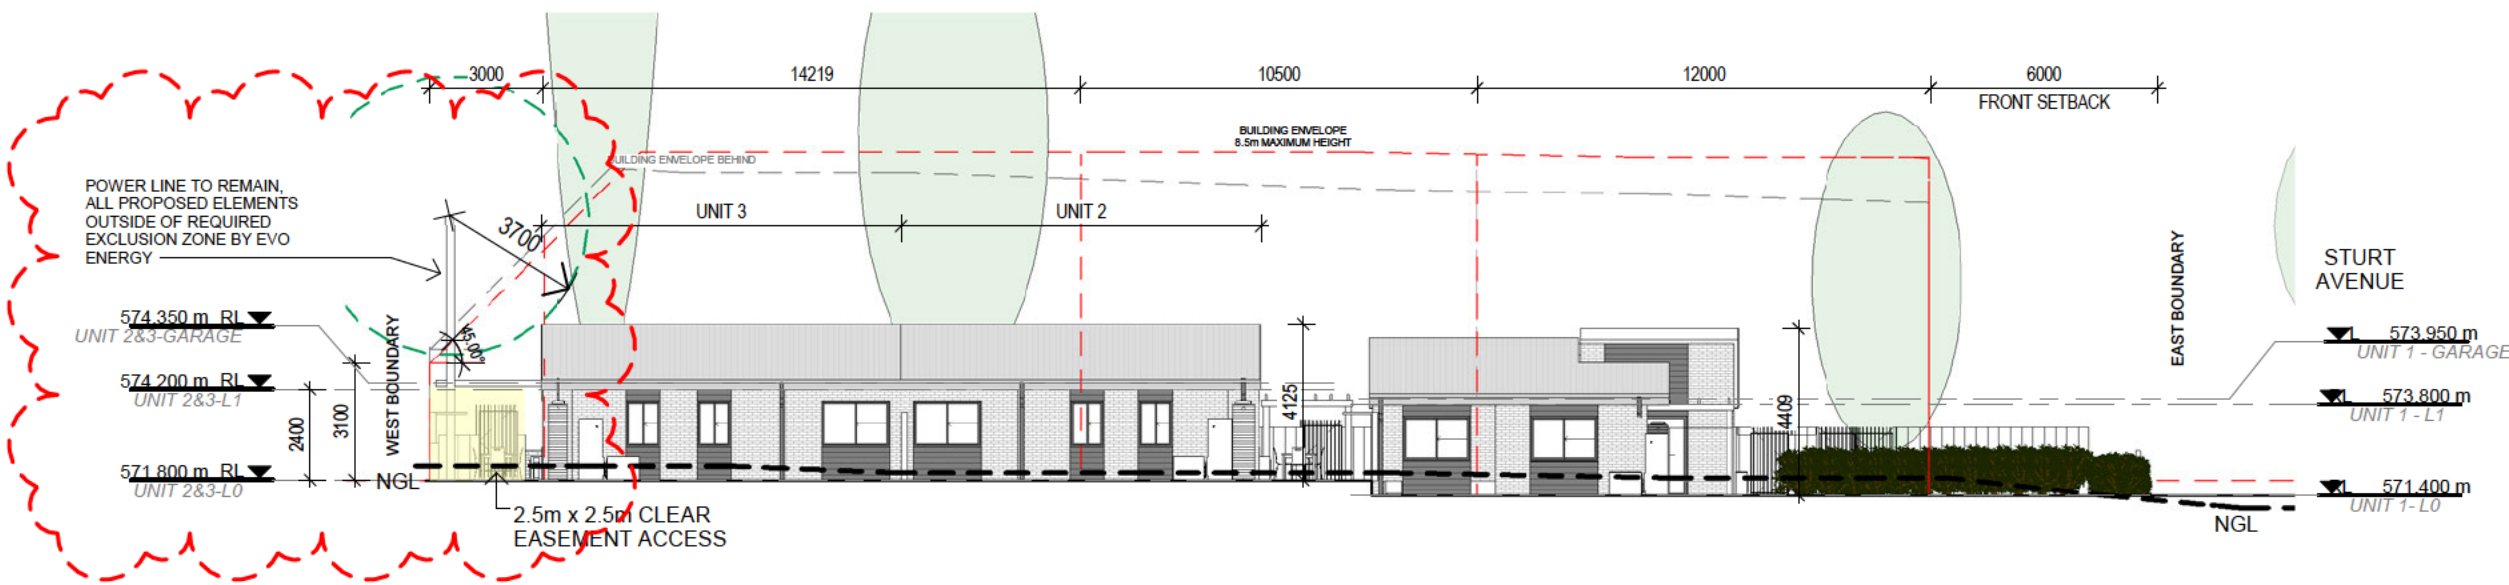 3000
14219
10500
12000
6000
FRONT SETBACK
BUILDING ENVELOPE
8.5m MAXIMUM HEIGHT
BUILDING ENVELOPE BEHIND
POWER LINE TO REMAIN,
ALL PROPOSED ELEMENTS
OUTSIDE OF REQUIRED
EXCLUSION ZONE BY EVO
ENERGY
3700
UNIT 3
UNIT 2
EAST BOUNDARY
STURT
AVENUE
574.350 m RL
UNIT 2&3-GARAGE
WEST BOUNDARY
45.00°
573.950 m
UNIT 1 - GARAGE
574.200 m RL
UNIT 2&3-L1
573.800 m
UNIT 1 - L1
2400
3100
4125
4409
571.800 m RL
UNIT 2&3-L0
NGL
571.400 m
UNIT 1- L0
2.5m x 2.5m CLEAR
EASEMENT ACCESS
NGL